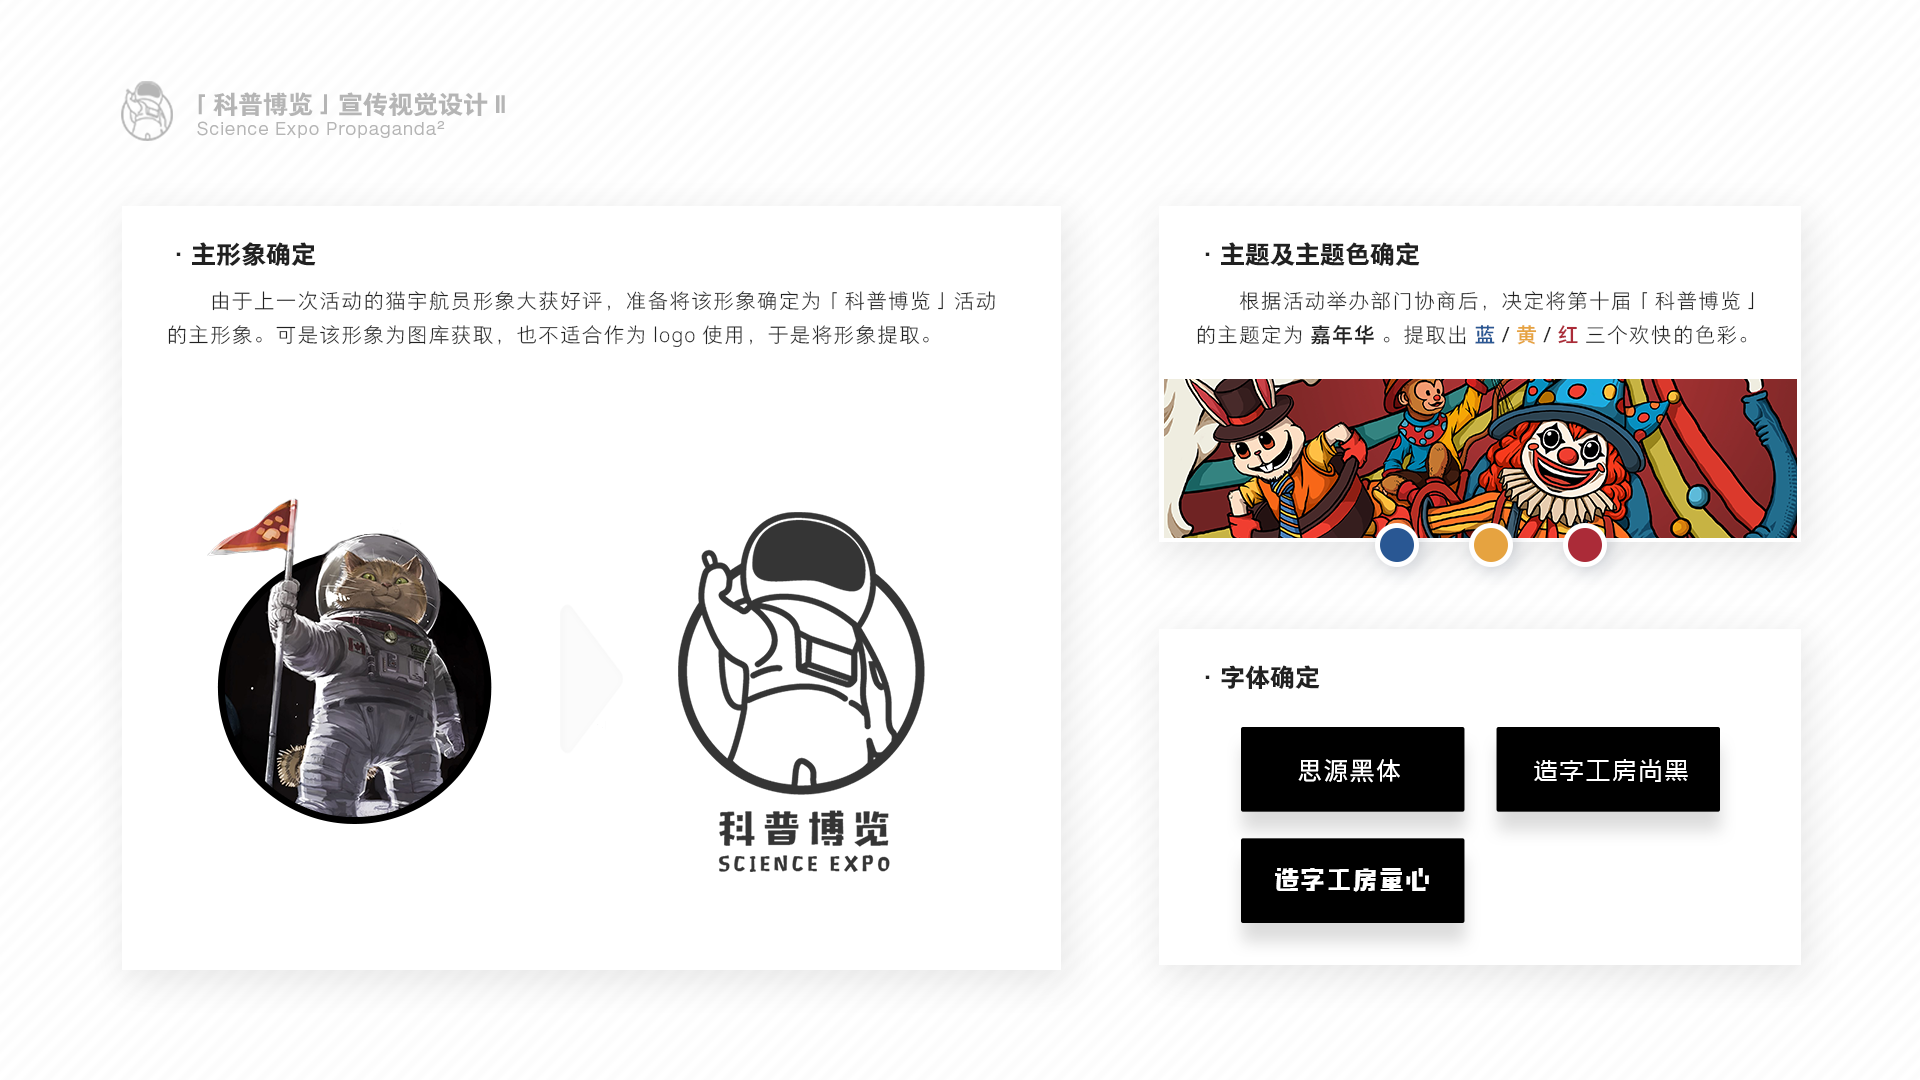 「科普博览」宣传视觉设计 II
Science Expo Propaganda²
· 主形象确定
由于上一次活动的猫宇航员形象大获好评，准备将该形象确定为「科普博览」活动
的主形象。可是该形象为图库获取，也不适合作为 logo 使用，于是将形象提取。
科普博览
SCIENCE EXPO
· 主题及主题色确定
根据活动举办部门协商后，决定将第十届「科普博览」
的主题定为 嘉年华 。提取出 蓝 / 黄 / 红 三个欢快的色彩。
· 字体确定
思源黑体
造字工房尚黑
造字工房童心